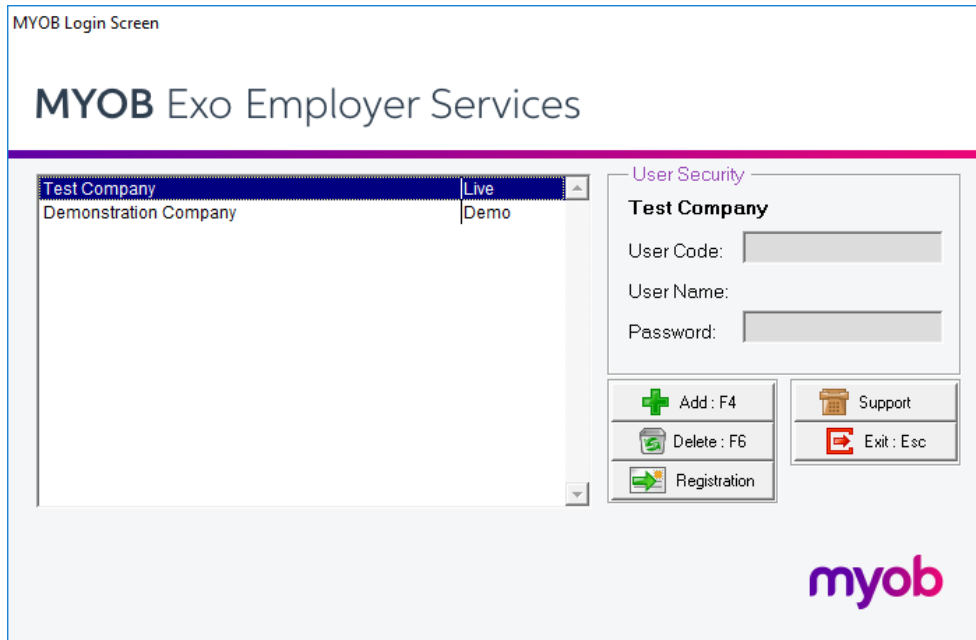 MYOB Login Screen
MYOB Exo Employer Services
Test Company Live
Demonstration Company Demo
User Security
Test Company
User Code:
User Name:
Password:
Add : F4
Delete : F6
Registration
Support
Exit : Esc
myob